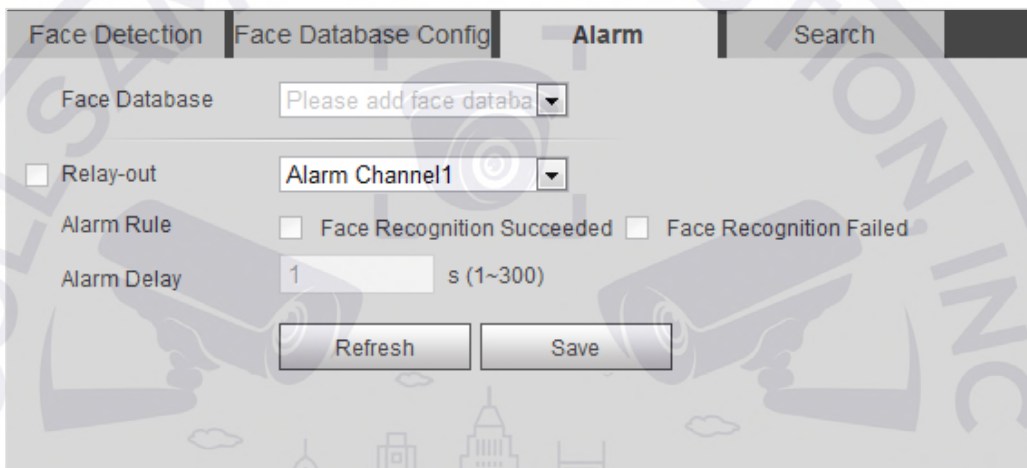 Face Detection Face Database Config Alarm Search
Face Database Please add face databa
Relay-out Alarm Channel1
Alarm Rule Face Recognition Succeeded Face Recognition Failed
Alarm Delay 1 s (1~300)
Refresh Save